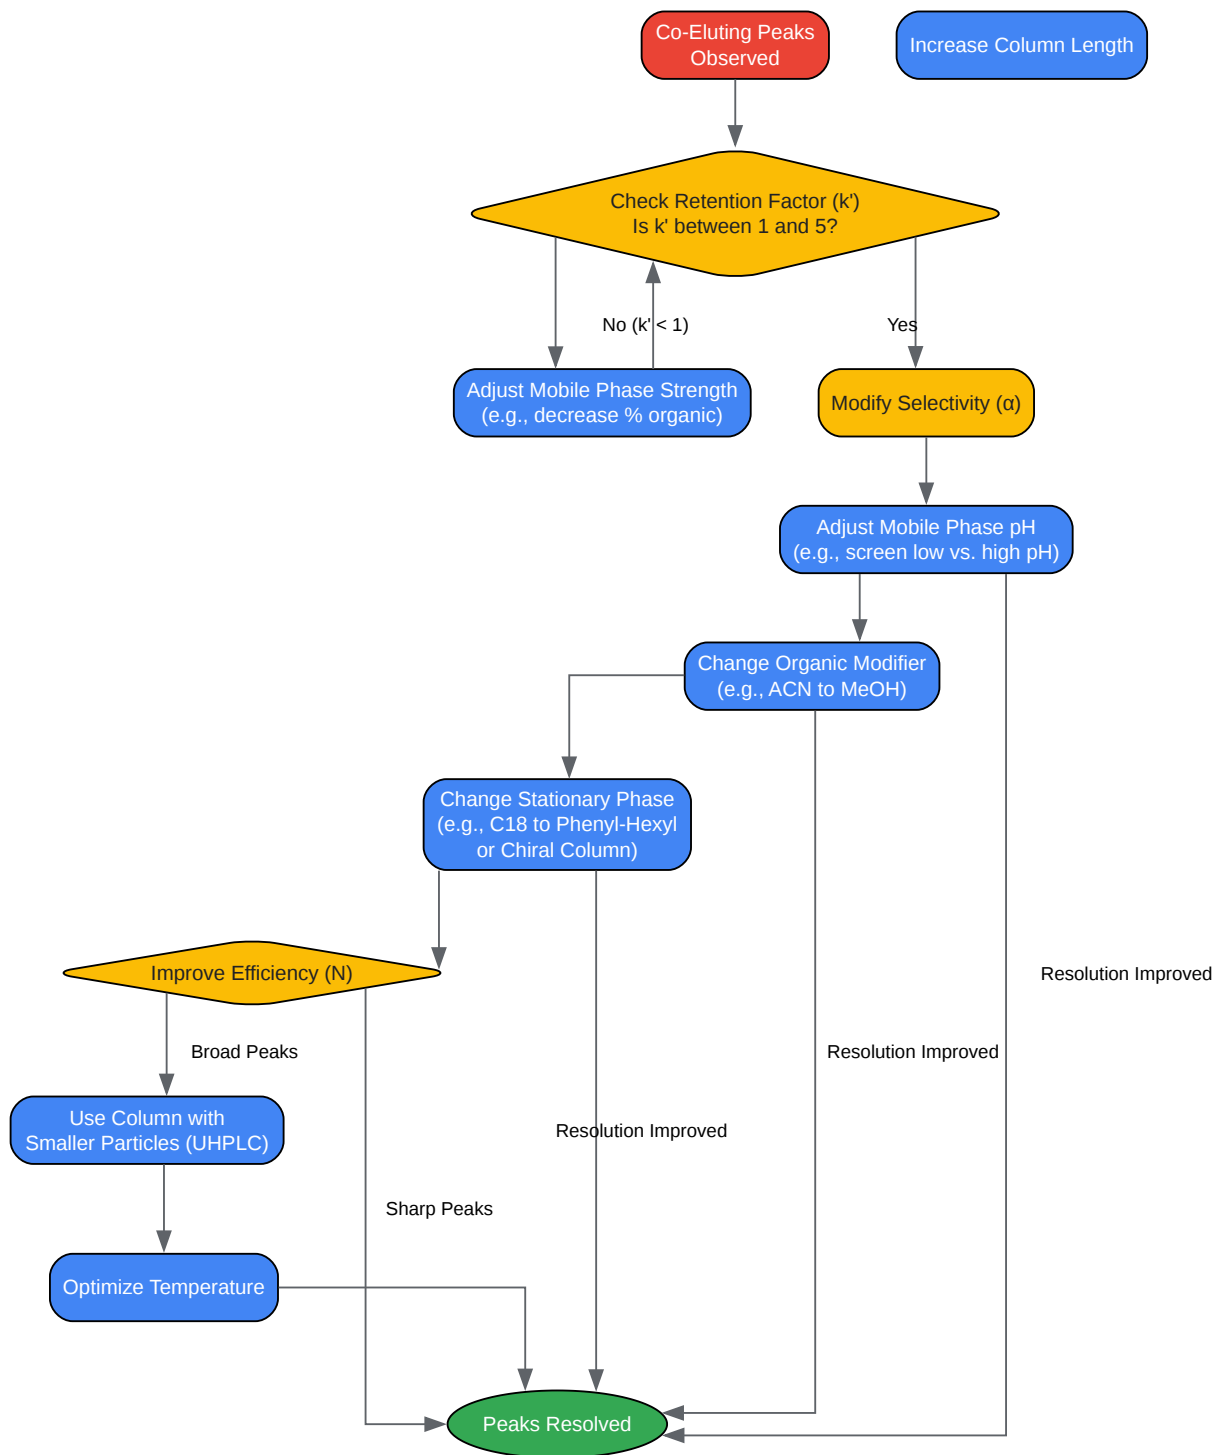 Co-Eluting Peaks
Observed
Increase Column Length
Check Retention Factor (k')
Is k' between 1 and 5?
No (k' < 1)
Yes
Adjust Mobile Phase Strength
(e.g., decrease % organic)
Modify Selectivity (α)
Adjust Mobile Phase pH
(e.g., screen low vs. high pH)
Change Organic Modifier
(e.g., ACN to MeOH)
Change Stationary Phase
(e.g., C18 to Phenyl-Hexyl
or Chiral Column)
Improve Efficiency (N)
Resolution Improved
Broad Peaks
Resolution Improved
Use Column with
Smaller Particles (UHPLC)
Resolution Improved
Sharp Peaks
Optimize Temperature
Peaks Resolved